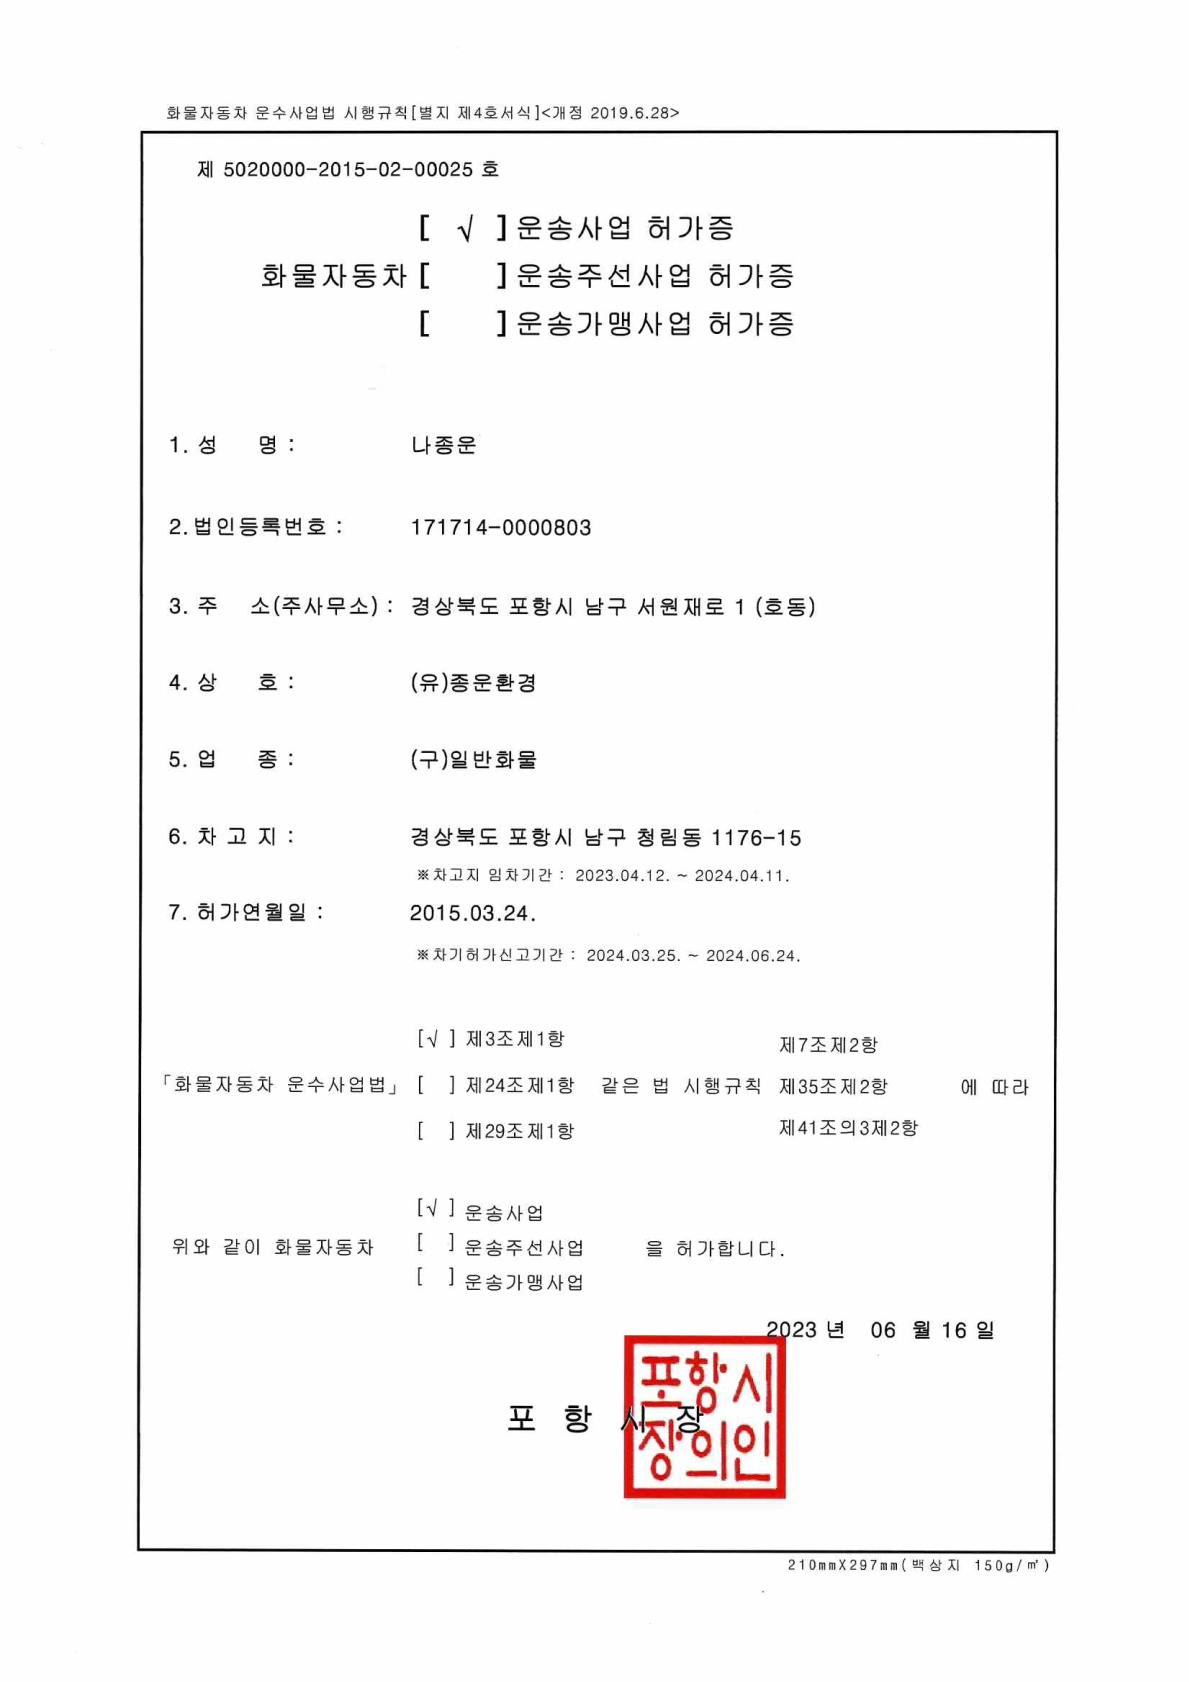 화물자동차 운수사업법 시행규칙[별지 제4호서식]<개정 2019.6.28>
제 5020000-2015-02-00025 호
[ √ ]운송사업 허가증
화물자동차 [ ]운송주선사업 허가증
[ ]운송가맹사업 허가증
1. 성 명 : 나종운
2.법인등록번호 : 171714-0000803
3. 주 소(주사무소) : 경상북도 포항시 남구 서원재로 1 (호동)
4. 상 호 : (유)종운환경
5. 업 종 : (구)일반화물
6. 차 고 지 : 경상북도 포항시 남구 청림동 1176-15
※차고지 임차기간 : 2023.04.12. ~ 2024.04.11.
7. 허가연월일 : 2015.03.24.
※차기허가신고기간 : 2024.03.25. ~ 2024.06.24.
[√ ] 제3조제1항 제7조제2항
「화물자동차 운수사업법」 [ ] 제24조제1항 같은 법 시행규칙 제35조제2항 에 따라
[ ] 제29조제1항 제41조의3제2항
[√ ] 운송사업
위와 같이 화물자동차 [ ] 운송주선사업 을 허가합니다.
[ ] 운송가맹사업
2023 년 06 월 16 일
포 항 시 장
포항시
장의인
210mmX297mm(백상지 150g/㎡)